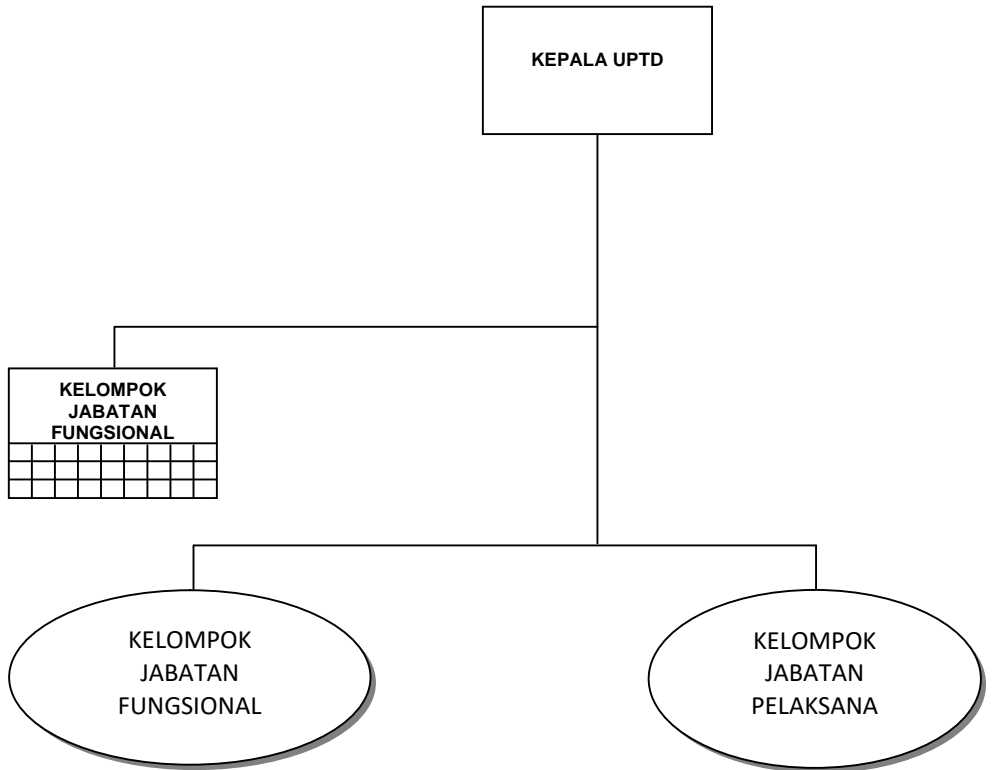 KEPALA UPTD
KELOMPOK
JABATAN
FUNGSIONAL
KELOMPOK
JABATAN
FUNGSIONAL
KELOMPOK
JABATAN
PELAKSANA